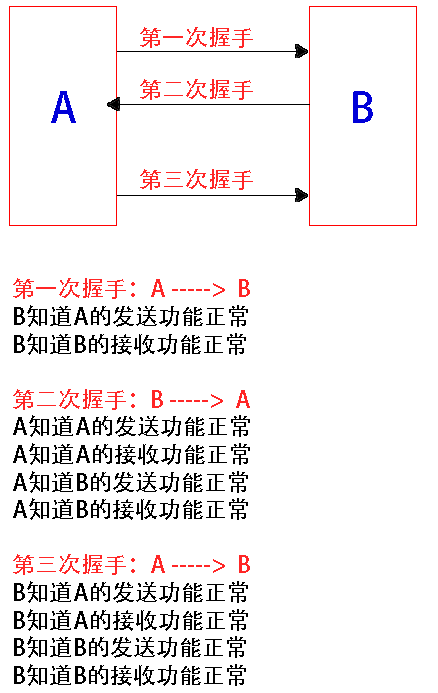 第一次握手
第二次握手
A
B
第三次握手
第一次握手：A -----> B
B知道A的发送功能正常
B知道B的接收功能正常
第二次握手：B -----> A
A知道A的发送功能正常
A知道A的接收功能正常
A知道B的发送功能正常
A知道B的接收功能正常
第三次握手：A -----> B
B知道A的发送功能正常
B知道A的接收功能正常
B知道B的发送功能正常
B知道B的接收功能正常